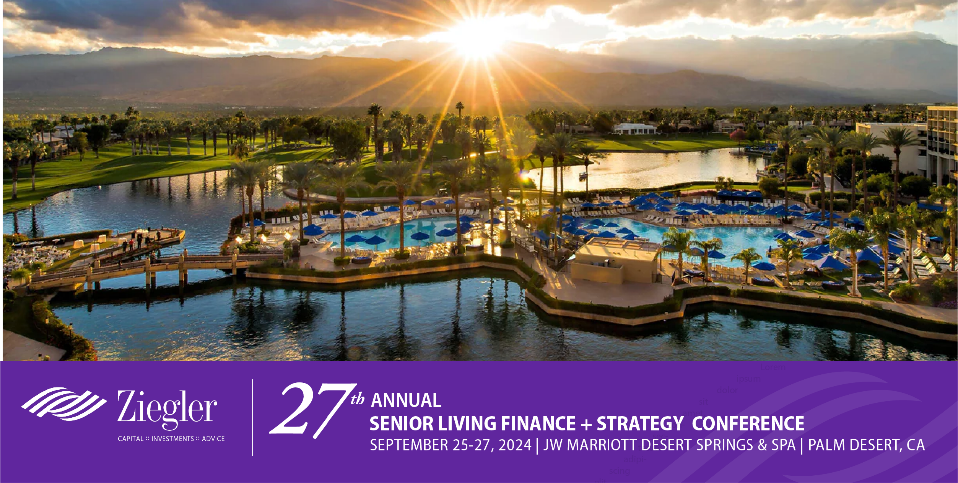 Ziegler
CAPITAL :: INVESTMENTS :: ADVICE
27th ANNUAL
SENIOR LIVING FINANCE + STRATEGY CONFERENCE
SEPTEMBER 25-27, 2024 | JW MARRIOTT DESERT SPRINGS & SPA | PALM DESERT, CA